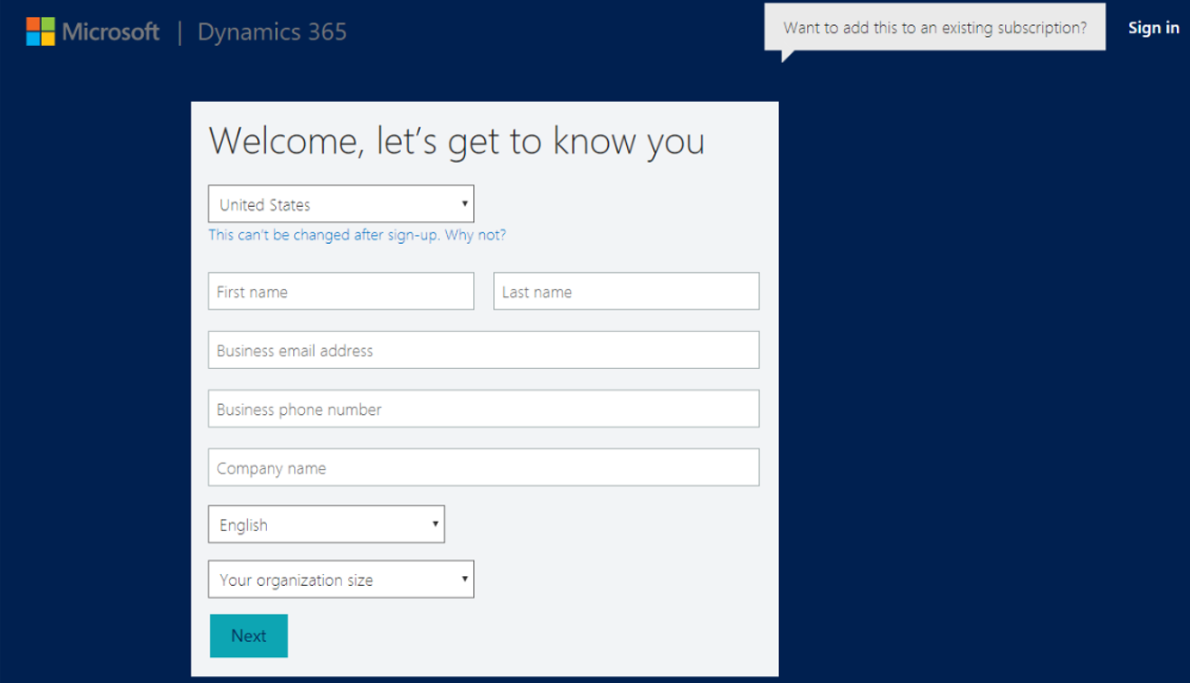 Microsoft | Dynamics 365
Want to add this to an existing subscription?
Sign in
Welcome, let's get to know you
United States
This can't be changed after sign-up. Why not?
First name
Last name
Business email address
Business phone number
Company name
English
Your organization size
Next